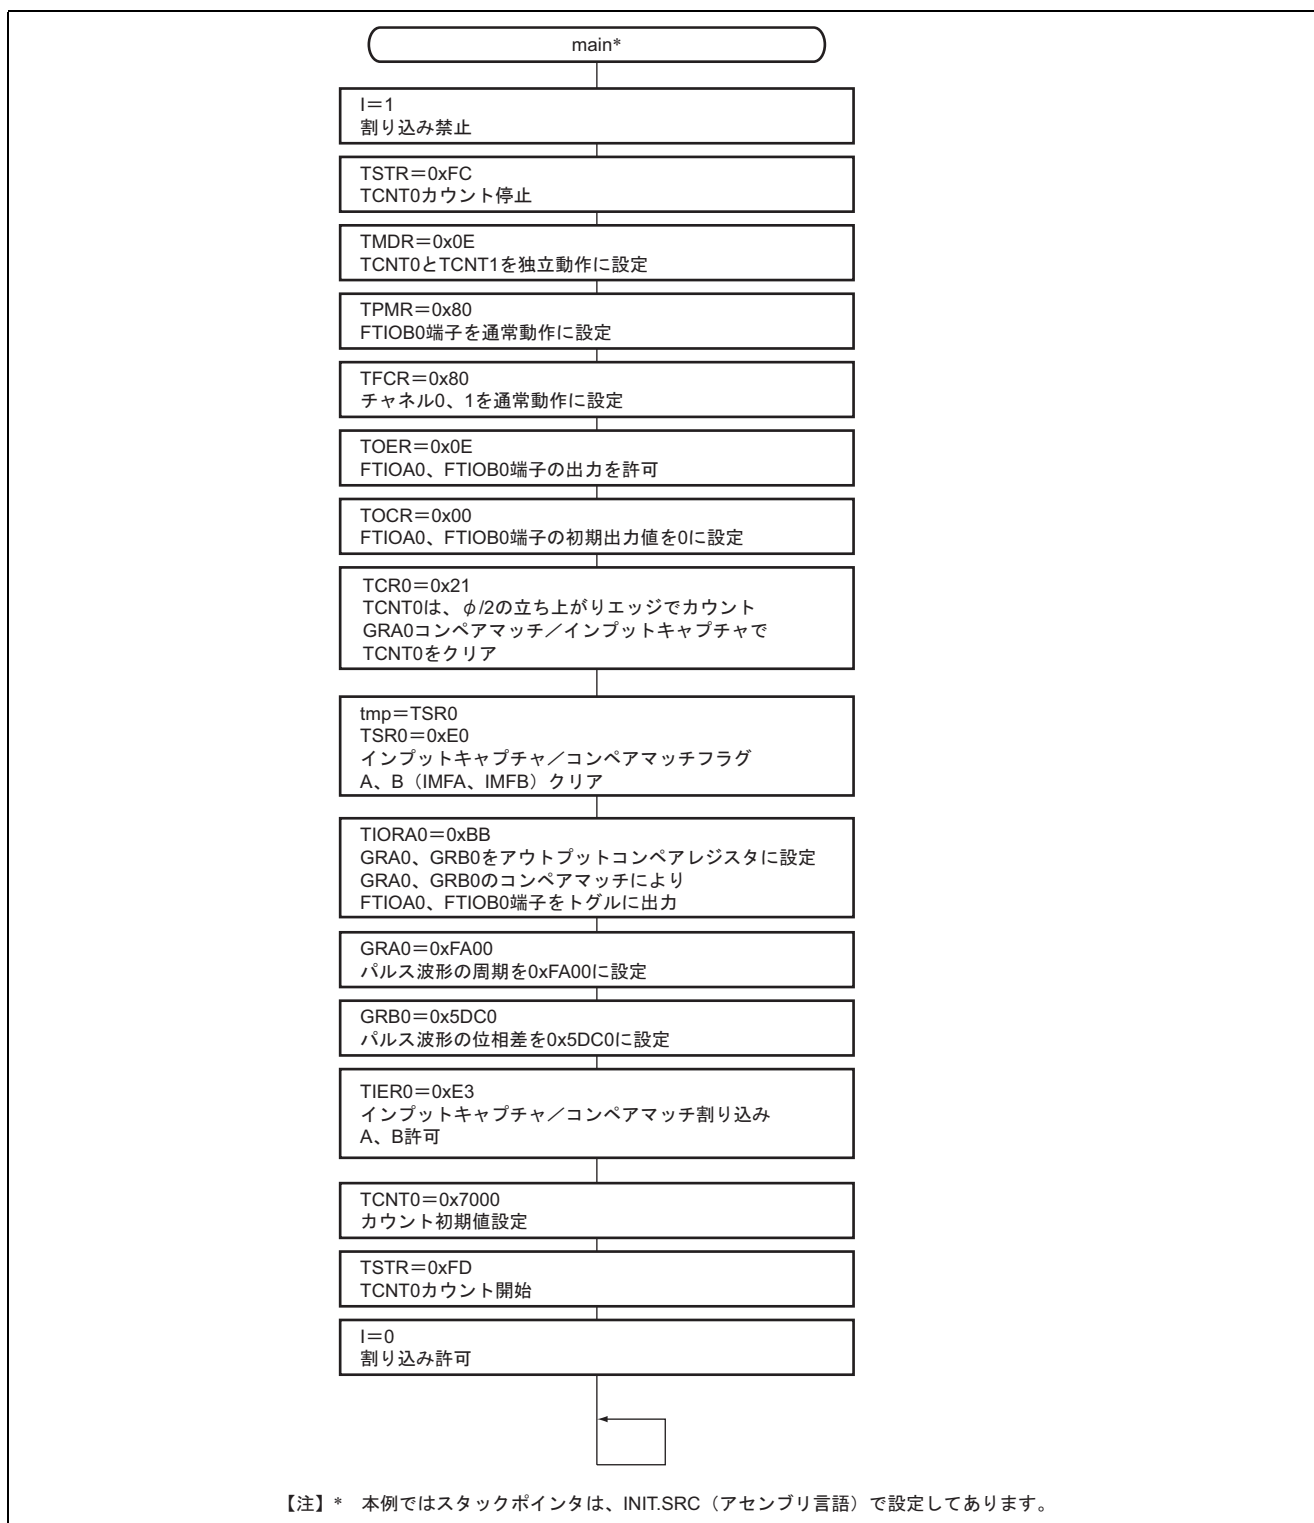 main*
I=1
割り込み禁止
TSTR=0xFC
TCNT0カウント停止
TMDR=0x0E
TCNT0とTCNT1を独立動作に設定
TPMR=0x80
FTIOB0端子を通常動作に設定
TFCR=0x80
チャネル0、1を通常動作に設定
TOER=0x0E
FTIOA0、FTIOB0端子の出力を許可
TOCR=0x00
FTIOA0、FTIOB0端子の初期出力値を0に設定
TCR0=0x21
TCNT0は、φ/2の立ち上がりエッジでカウント
GRA0コンペアマッチ／インプットキャプチャで
TCNT0をクリア
tmp=TSR0
TSR0=0xE0
インプットキャプチャ／コンペアマッチフラグ
A、B（IMFA、IMFB）クリア
TIORA0=0xBB
GRA0、GRB0をアウトプットコンペアレジスタに設定
GRA0、GRB0のコンペアマッチにより
FTIOA0、FTIOB0端子をトグルに出力
GRA0=0xFA00
パルス波形の周期を0xFA00に設定
GRB0=0x5DC0
パルス波形の位相差を0x5DC0に設定
TIER0=0xE3
インプットキャプチャ／コンペアマッチ割り込み
A、B許可
TCNT0=0x7000
カウント初期値設定
TSTR=0xFD
TCNT0カウント開始
I=0
割り込み許可
【注】* 本例ではスタックポインタは、INIT.SRC（アセンブリ言語）で設定してあります。